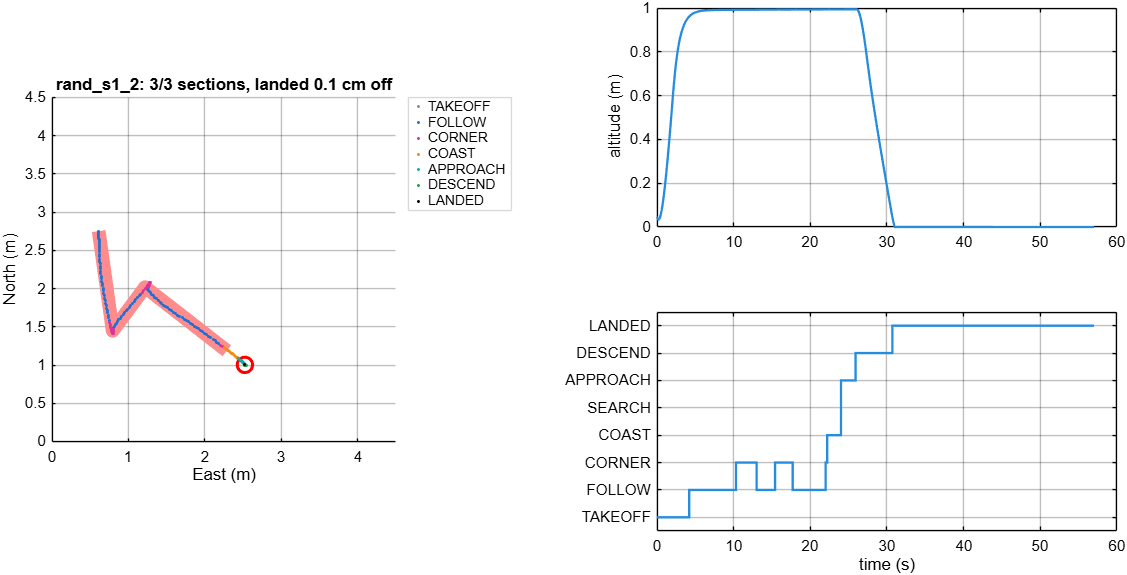 rand_s1_2: 3/3 sections, landed 0.1 cm off
4.5
4
3.5
3
2.5
2
1.5
1
0.5
0
0
1
2
3
4
North (m)
East (m)
TAKEOFF
FOLLOW
CORNER
COAST
APPROACH
DESCEND
LANDED
1
0.8
0.6
0.4
0.2
0
altitude (m)
0
10
20
30
40
50
60
LANDED
DESCEND
APPROACH
SEARCH
COAST
CORNER
FOLLOW
TAKEOFF
0
10
20
30
40
50
60
time (s)